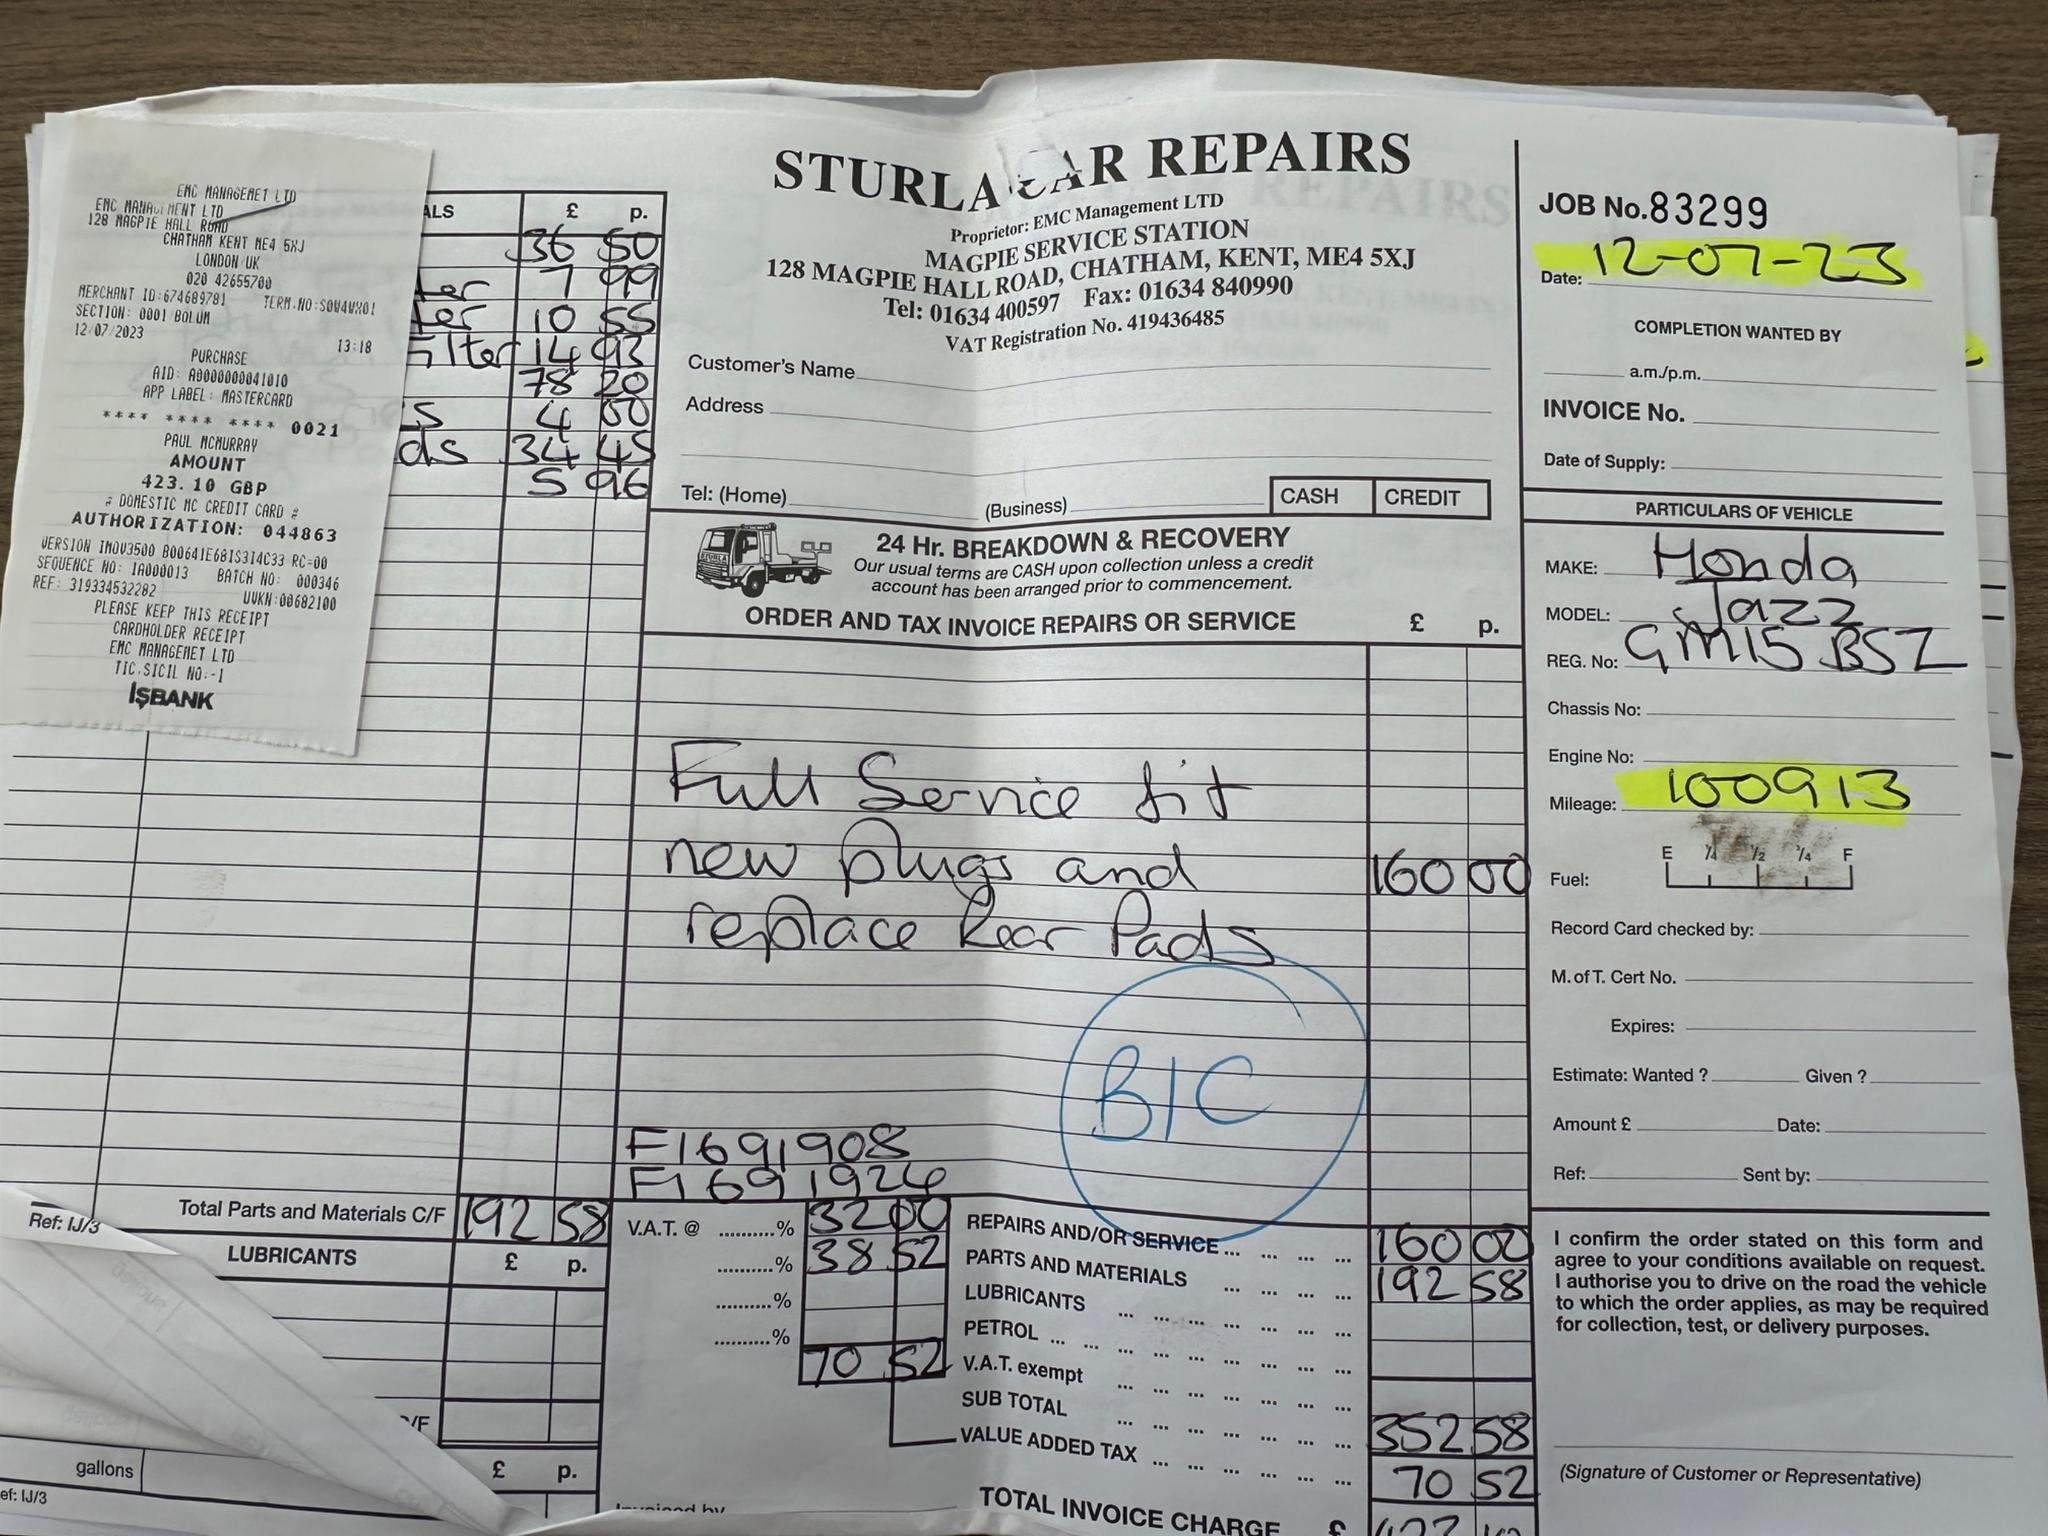 EMC MANAGEMET LTD
EMC MANAGEMENT LTD
128 MAGPIE HALL ROAD
CHATHAM KENT ME4 5XJ
LONDON UK
020 42655700
MERCHANT ID:674689781 TERM.NO:S0W4WX01
SECTION: 0001 BOLUM
12/07/2023 13:18
PURCHASE
AID: A0000000041010
APP LABEL: MASTERCARD
**** **** **** 0021
PAUL MCMURRAY
AMOUNT
423.10 GBP
# DOMESTIC MC CREDIT CARD #
AUTHORIZATION: 044863
VERSION IMOV3500 B00641E681S314C33 RC=00
SEQUENCE NO: 1A000013 BATCH NO: 000346
REF: 319334532282 UVKN:00682100
PLEASE KEEP THIS RECEIPT
CARDHOLDER RECEIPT
EMC MANAGEMET LTD
TIC.SICIL NO:-1
İŞBANK
ALS £ p.
36 50
ter 7 99
ter 10 55
Filter 14 93
78 20
s 4 00
ds 34 45
5 96
Total Parts and Materials C/F 192 58
Ref: IJ/3
LUBRICANTS £ p.
/F
gallons £ p.
ef: IJ/3
STURLA CAR REPAIRS
Proprietor: EMC Management LTD
MAGPIE SERVICE STATION
128 MAGPIE HALL ROAD, CHATHAM, KENT, ME4 5XJ
Tel: 01634 400597 Fax: 01634 840990
VAT Registration No. 419436485
Customer's Name
Address
Tel: (Home) (Business) CASH CREDIT
STURLA
24 Hr. BREAKDOWN & RECOVERY
Our usual terms are CASH upon collection unless a credit
account has been arranged prior to commencement.
ORDER AND TAX INVOICE REPAIRS OR SERVICE £ p.
Full Service fit
new plugs and 160 00
replace Rear Pads
B/C
F1691908
F1691924
V.A.T. @ ..........% 32 00
..........% 38 52
..........%
..........%
70 52
REPAIRS AND/OR SERVICE ... ... ... ... 160 00
PARTS AND MATERIALS ... ... ... ... 192 58
LUBRICANTS ... ... ... ... ... ... ...
PETROL ... ... ... ... ... ... ... ...
V.A.T. exempt ... ... ... ... ... ... ...
SUB TOTAL ... ... ... ... ... ... ... 352 58
VALUE ADDED TAX ... ... ... ... ... ... 70 52
Invoiced by
TOTAL INVOICE CHARGE £ 423 10
JOB No. 83299
Date: 12-07-23
COMPLETION WANTED BY
a.m./p.m.
INVOICE No.
Date of Supply:
PARTICULARS OF VEHICLE
MAKE: Honda
MODEL: Jazz
REG. No: GM15 BSZ
Chassis No:
Engine No:
Mileage: 100913
E ¼ ½ ¾ F
Fuel:
Record Card checked by:
M. of T. Cert No.
Expires:
Estimate: Wanted ? Given ?
Amount £ Date:
Ref: Sent by:
I confirm the order stated on this form and
agree to your conditions available on request.
I authorise you to drive on the road the vehicle
to which the order applies, as may be required
for collection, test, or delivery purposes.
(Signature of Customer or Representative)